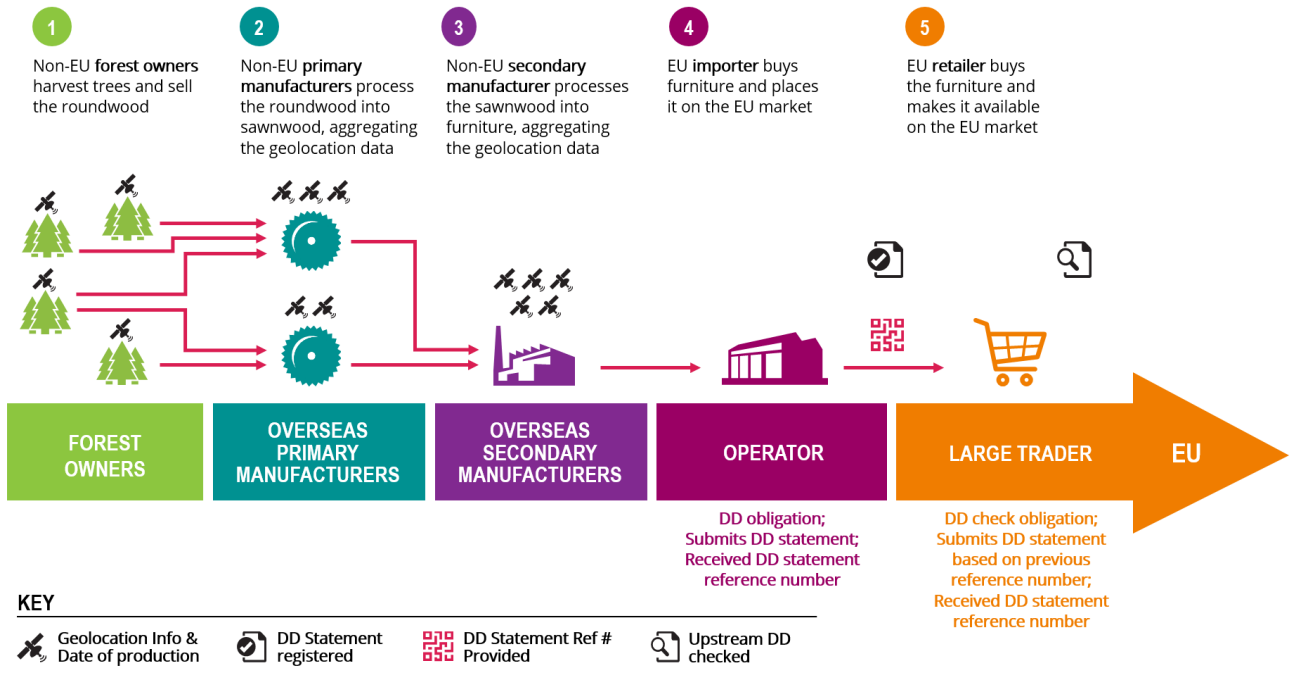 1
Non-EU forest owners
harvest trees and sell
the roundwood
2
Non-EU primary
manufacturers process
the roundwood into
sawnwood, aggregating
the geolocation data
3
Non-EU secondary
manufacturer processes
the sawnwood into
furniture, aggregating
the geolocation data
4
EU importer buys
furniture and places
it on the EU market
5
EU retailer buys
the furniture and
makes it available
on the EU market
FOREST
OWNERS
OVERSEAS
PRIMARY
MANUFACTURERS
OVERSEAS
SECONDARY
MANUFACTURERS
OPERATOR
LARGE TRADER
EU
DD obligation;
Submits DD statement;
Received DD statement
reference number
DD check obligation;
Submits DD statement
based on previous
reference number;
Received DD statement
reference number
KEY
Geolocation Info &
Date of production
DD Statement
registered
DD Statement Ref #
Provided
Upstream DD
checked